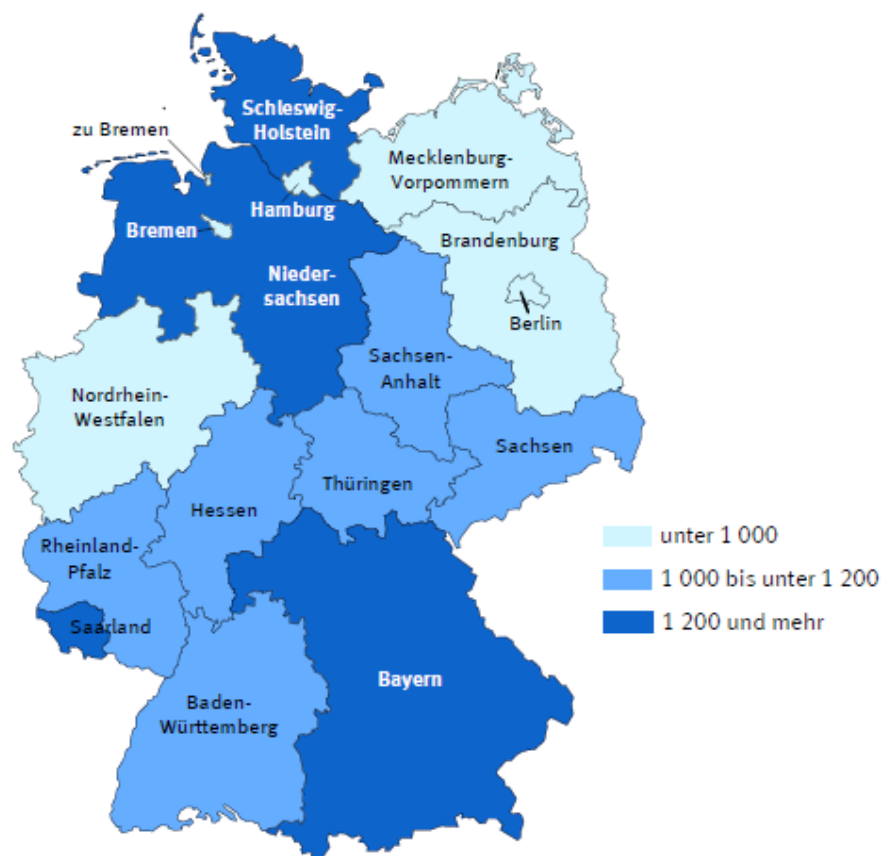 Schleswig-
Holstein
zu Bremen
Mecklenburg-
Vorpommern
Hamburg
Bremen
Brandenburg
Nieder-
sachsen
Berlin
Sachsen-
Anhalt
Nordrhein-
Westfalen
Sachsen
Thüringen
Hessen
unter 1 000
Rheinland-
Pfalz
1 000 bis unter 1 200
Saarland
1 200 und mehr
Bayern
Baden-
Württemberg